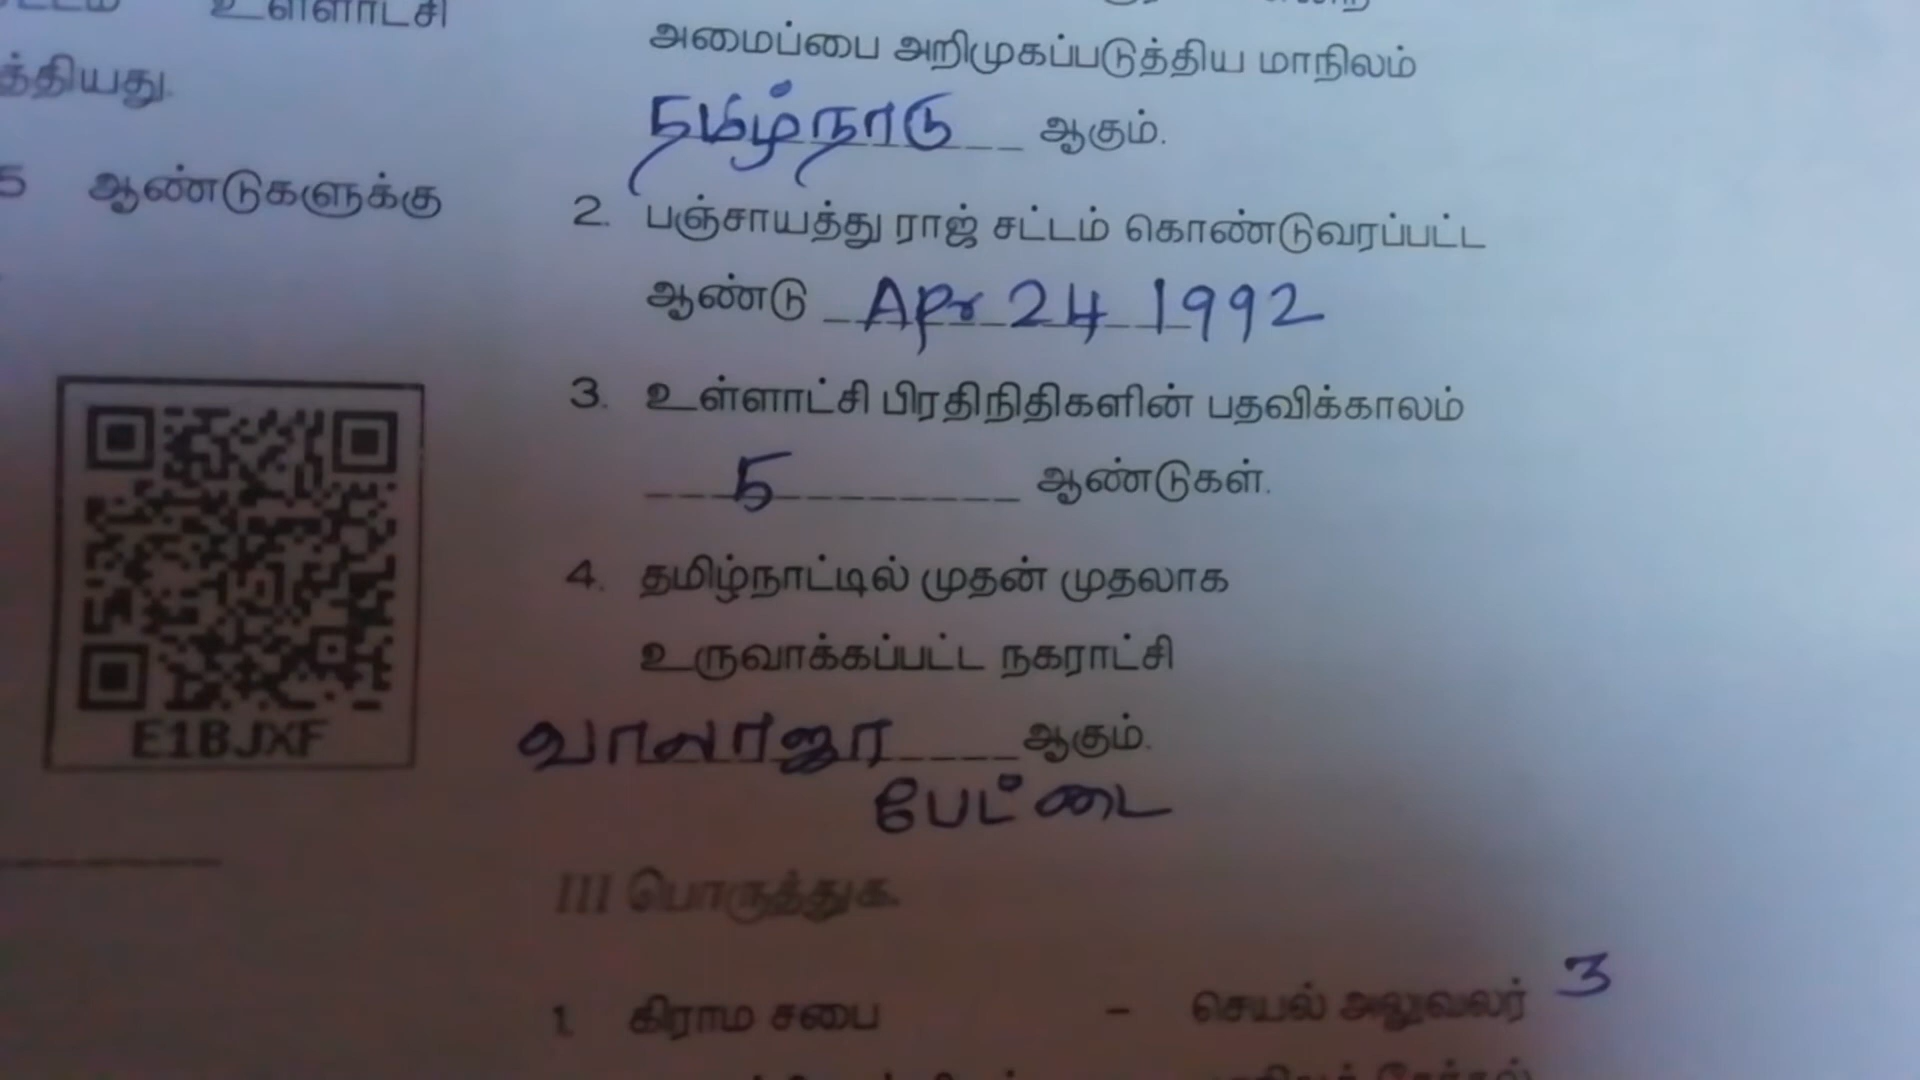 உள்ளாட்சி
த்தியது.
5 ஆண்டுகளுக்கு
E1BJXF
அமைப்பை அறிமுகப்படுத்திய மாநிலம்
தமிழ்நாடு ஆகும்.
2. பஞ்சாயத்து ராஜ் சட்டம் கொண்டுவரப்பட்ட
ஆண்டு Apr 24 1992
3. உள்ளாட்சி பிரதிநிதிகளின் பதவிக்காலம்
5 ஆண்டுகள்.
4. தமிழ்நாட்டில் முதன் முதலாக
உருவாக்கப்பட்ட நகராட்சி
வாலாஜா ஆகும்.
பேட்டை
III பொருத்துக.
1. கிராம சபை - செயல் அலுவலர் 3